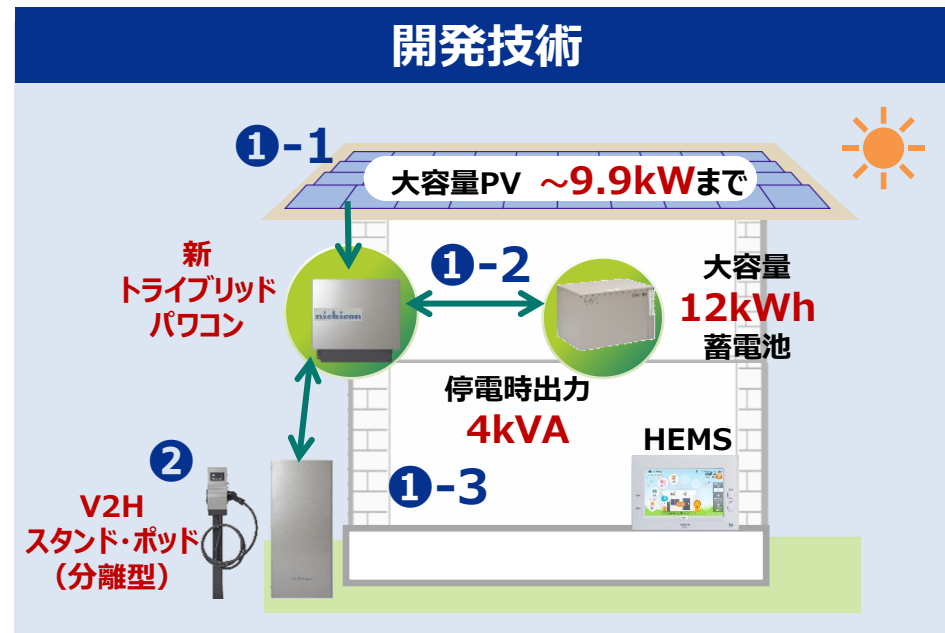 開発技術
❶-1
大容量PV ～9.9kWまで
新
トライブリッド
パワコン
❶-2
大容量
12kWh
蓄電池
nichicon
停電時出力
4kVA
HEMS
❷
❶-3
V2H
スタンド・ポッド
（分離型）